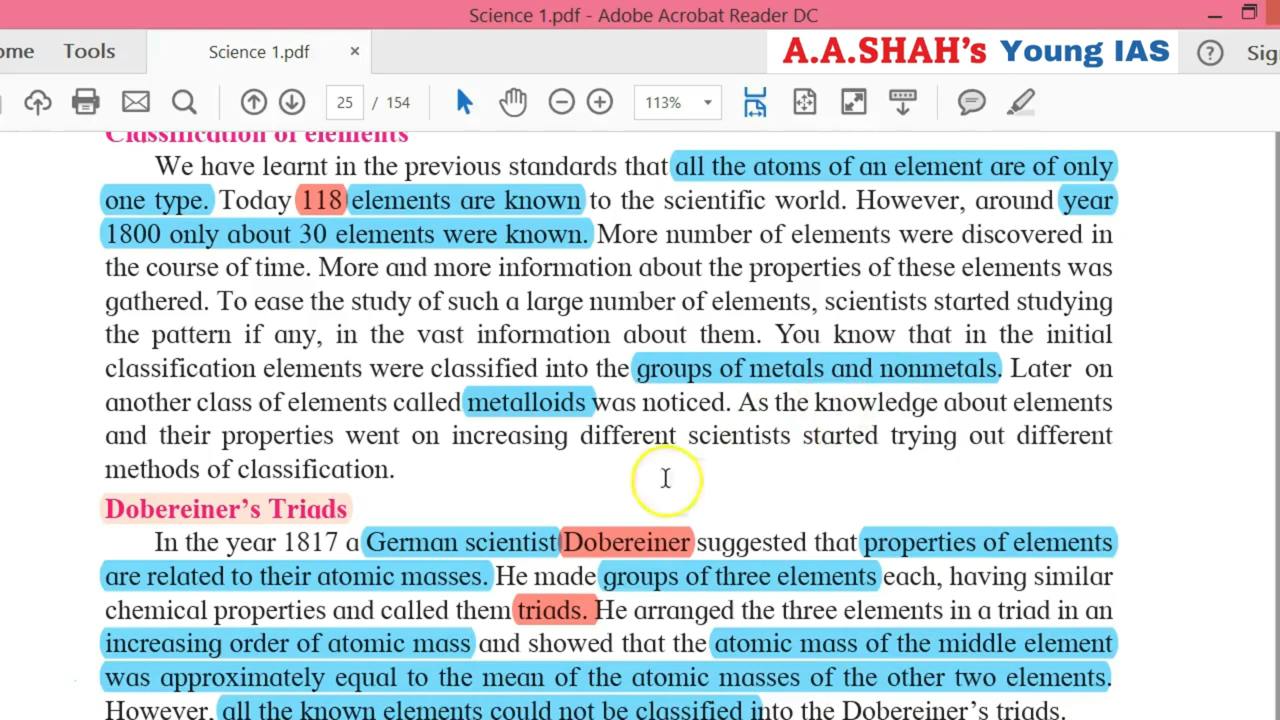 Science 1.pdf - Adobe Acrobat Reader DC
ome Tools Science 1.pdf × A.A.SHAH's Young IAS ? Sig
25 / 154 113%
Classification of elements
We have learnt in the previous standards that all the atoms of an element are of only
one type. Today 118 elements are known to the scientific world. However, around year
1800 only about 30 elements were known. More number of elements were discovered in
the course of time. More and more information about the properties of these elements was
gathered. To ease the study of such a large number of elements, scientists started studying
the pattern if any, in the vast information about them. You know that in the initial
classification elements were classified into the groups of metals and nonmetals. Later on
another class of elements called metalloids was noticed. As the knowledge about elements
and their properties went on increasing different scientists started trying out different
methods of classification.
Dobereiner's Triads
In the year 1817 a German scientist Dobereiner suggested that properties of elements
are related to their atomic masses. He made groups of three elements each, having similar
chemical properties and called them triads. He arranged the three elements in a triad in an
increasing order of atomic mass and showed that the atomic mass of the middle element
was approximately equal to the mean of the atomic masses of the other two elements.
However, all the known elements could not be classified into the Dobereiner's triads.